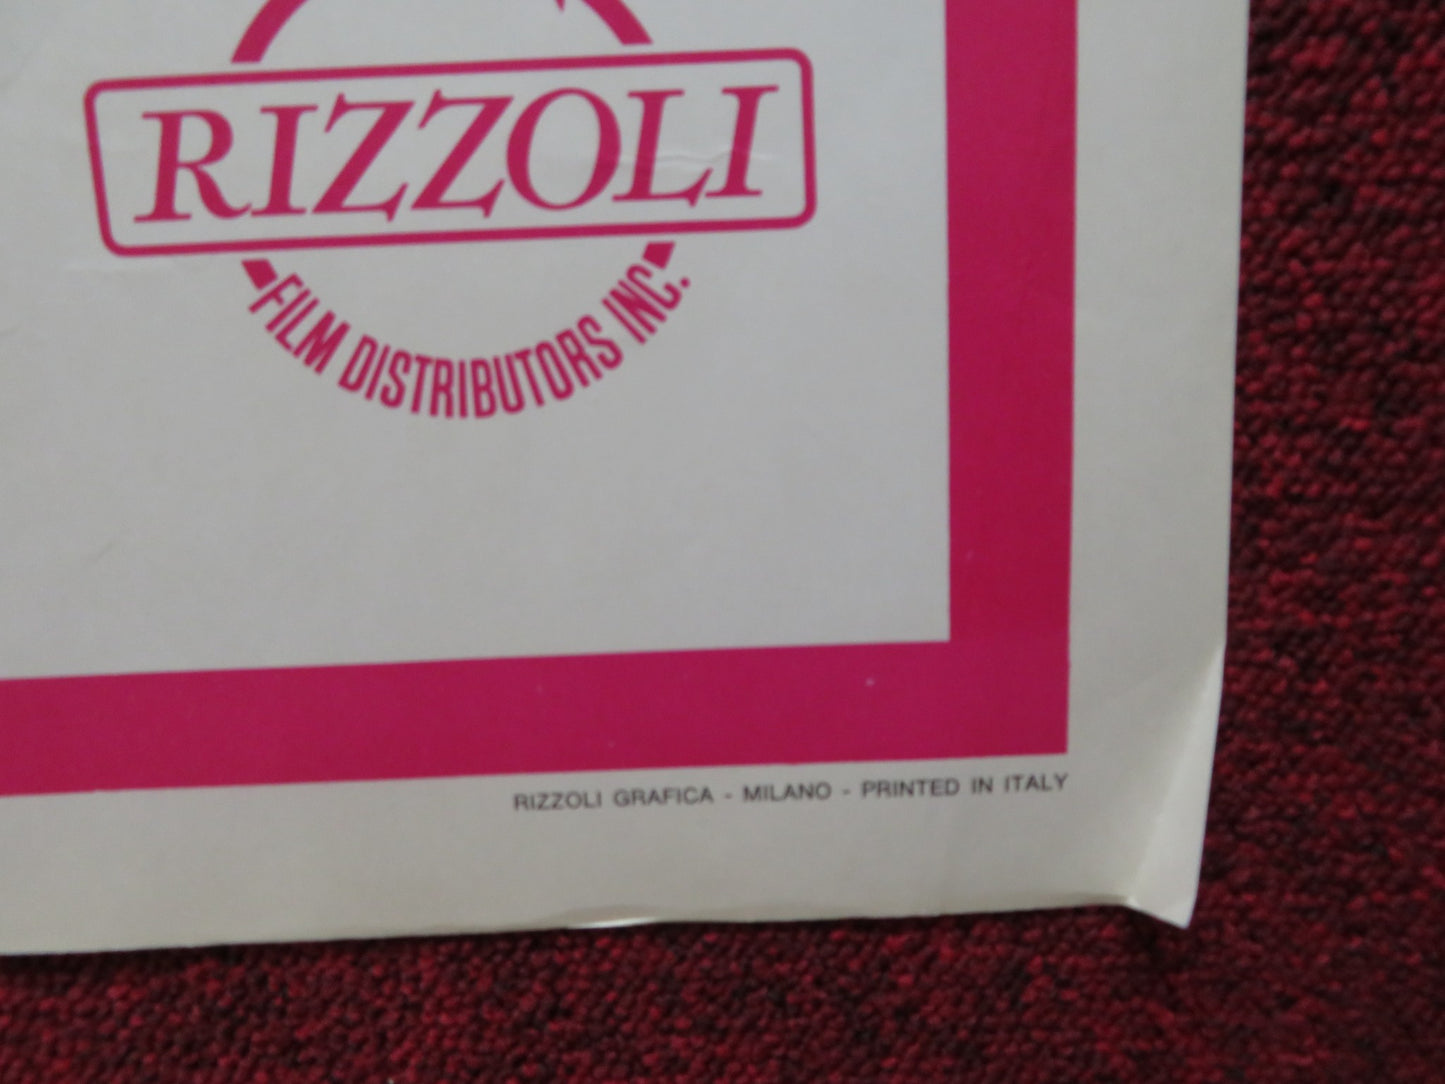 RIZZOLI
FILM DISTRIBUTORS INC.
RIZZOLI GRAFICA - MILANO - PRINTED IN ITALY